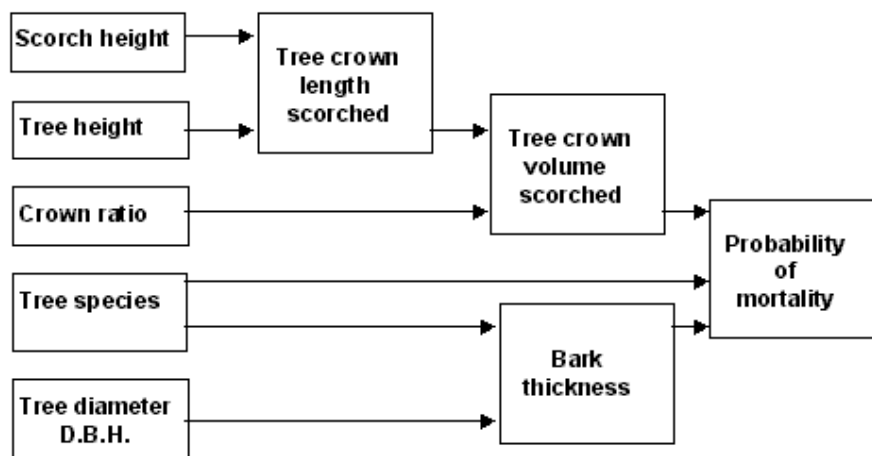 Scorch height
Tree height
Crown ratio
Tree species
Tree diameter
D.B.H.
Tree crown
length
scorched
Tree crown
volume
scorched
Bark
thickness
Probability
of
mortality